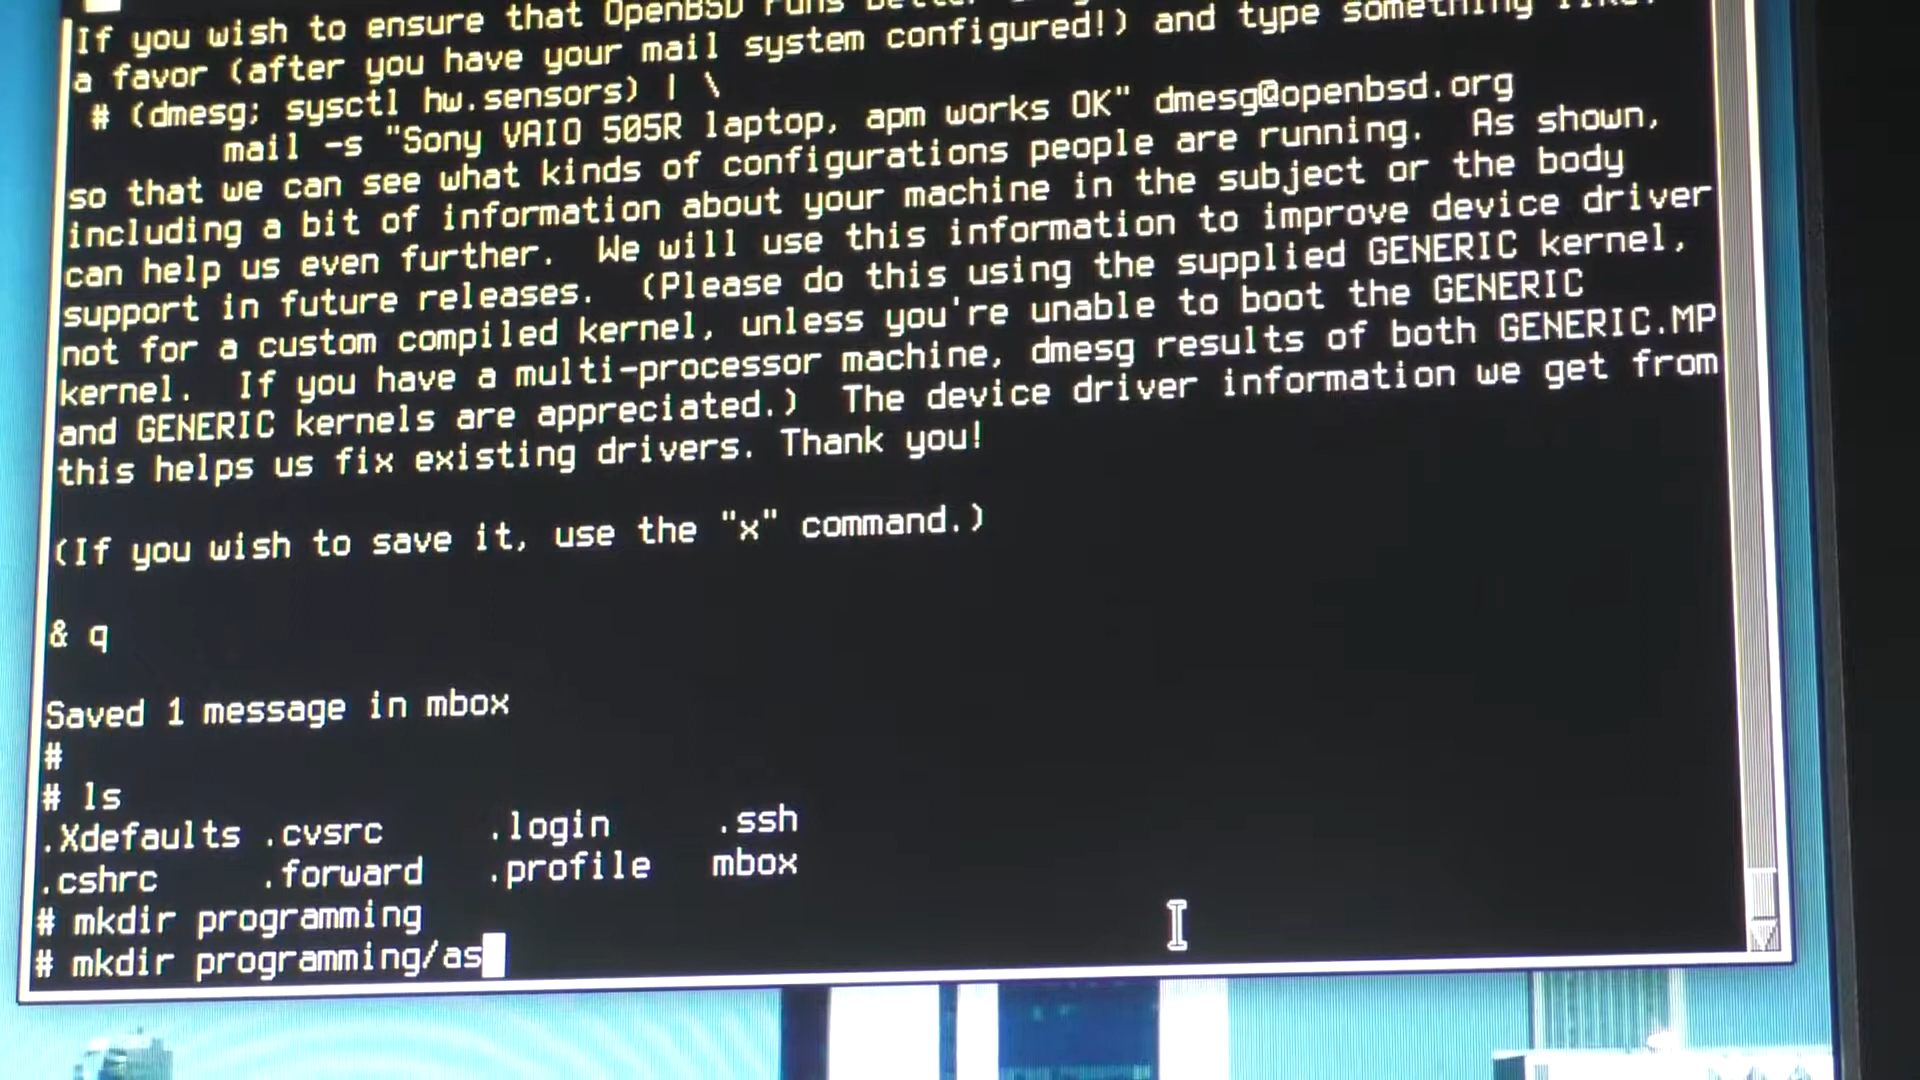 If you wish to ensure that OpenBSD runs better
a favor (after you have your mail system configured!) and type something like:
# (dmesg; sysctl hw.sensors) | \
mail -s "Sony VAIO 505R laptop, apm works OK" dmesg@openbsd.org
so that we can see what kinds of configurations people are running.  As shown,
including a bit of information about your machine in the subject or the body
can help us even further.  We will use this information to improve device driver
support in future releases.  (Please do this using the supplied GENERIC kernel,
not for a custom compiled kernel, unless you're unable to boot the GENERIC
kernel.  If you have a multi-processor machine, dmesg results of both GENERIC.MP
and GENERIC kernels are appreciated.)  The device driver information we get from
this helps us fix existing drivers. Thank you!
(If you wish to save it, use the "x" command.)
& q
Saved 1 message in mbox
#
# ls
.Xdefaults .cvsrc .login .ssh
.cshrc .forward .profile mbox
# mkdir programming
# mkdir programming/as